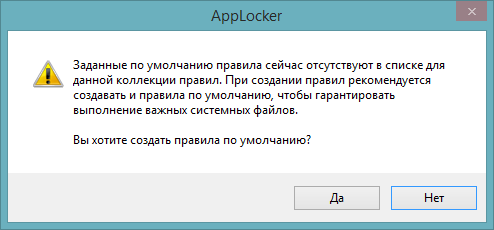 AppLocker
Заданные по умолчанию правила сейчас отсутствуют в списке для
данной коллекции правил. При создании правил рекомендуется
создавать и правила по умолчанию, чтобы гарантировать
выполнение важных системных файлов.
Вы хотите создать правила по умолчанию?
Да
Нет